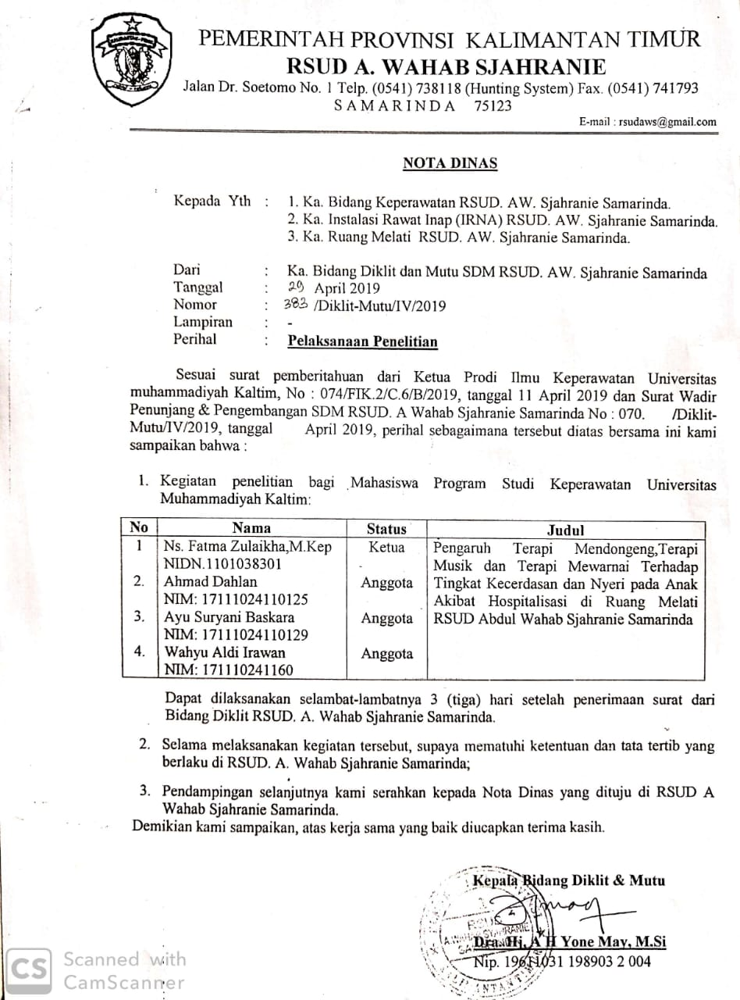 PEMERINTAH PROVINSI KALIMANTAN TIMUR
RSUD A. WAHAB SJAHRANIE
Jalan Dr. Soetomo No. 1 Telp. (0541) 738118 (Hunting System) Fax. (0541) 741793
SAMARINDA 75123
E-mail : rsudaws@gmail.com
NOTA DINAS
Kepada Yth : 1. Ka. Bidang Keperawatan RSUD. AW. Sjahranie Samarinda.
2. Ka. Instalasi Rawat Inap (IRNA) RSUD. AW. Sjahranie Samarinda.
3. Ka. Ruang Melati RSUD. AW. Sjahranie Samarinda.
Dari : Ka. Bidang Diklit dan Mutu SDM RSUD. AW. Sjahranie Samarinda
Tanggal : 29 April 2019
Nomor : 383 /Diklit-Mutu/IV/2019
Lampiran : -
Perihal : Pelaksanaan Penelitian
Sesuai surat pemberitahuan dari Ketua Prodi Ilmu Keperawatan Universitas
muhammadiyah Kaltim, No : 074/FIK.2/C.6/B/2019, tanggal 11 April 2019 dan Surat Wadir
Penunjang & Pengembangan SDM RSUD. A Wahab Sjahranie Samarinda No : 070. /Diklit-
Mutu/IV/2019, tanggal April 2019, perihal sebagaimana tersebut diatas bersama ini kami
sampaikan bahwa :
1. Kegiatan penelitian bagi Mahasiswa Program Studi Keperawatan Universitas
Muhammadiyah Kaltim:
No Nama Status Judul
1 Ns. Fatma Zulaikha,M.Kep Ketua Pengaruh Terapi Mendongeng,Terapi
NIDN.1101038301 Musik dan Terapi Mewarnai Terhadap
2. Ahmad Dahlan Anggota Tingkat Kecerdasan dan Nyeri pada Anak
NIM: 17111024110125 Akibat Hospitalisasi di Ruang Melati
3. Ayu Suryani Baskara Anggota RSUD Abdul Wahab Sjahranie Samarinda
NIM: 17111024110129
4. Wahyu Aldi Irawan Anggota
NIM: 171110241160
Dapat dilaksanakan selambat-lambatnya 3 (tiga) hari setelah penerimaan surat dari
Bidang Diklit RSUD. A. Wahab Sjahranie Samarinda.
2. Selama melaksanakan kegiatan tersebut, supaya mematuhi ketentuan dan tata tertib yang
berlaku di RSUD. A. Wahab Sjahranie Samarinda;
3. Pendampingan selanjutnya kami serahkan kepada Nota Dinas yang dituju di RSUD A
Wahab Sjahranie Samarinda.
Demikian kami sampaikan, atas kerja sama yang baik diucapkan terima kasih.
Kepala Bidang Diklit & Mutu
Dra. Hj. A H Yone May, M.Si
Nip. 19611031 198903 2 004
CS Scanned with
CamScanner